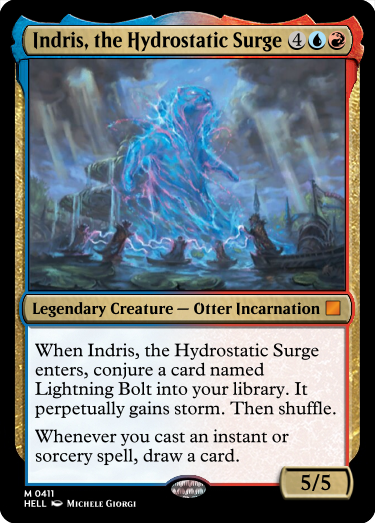 Indris, the Hydrostatic Surge 4
Legendary Creature — Otter Incarnation
When Indris, the Hydrostatic Surge
enters, conjure a card named
Lightning Bolt into your library. It
perpetually gains storm. Then shuffle.
Whenever you cast an instant or
sorcery spell, draw a card.
5/5
M 0411
HELL Michele Giorgi